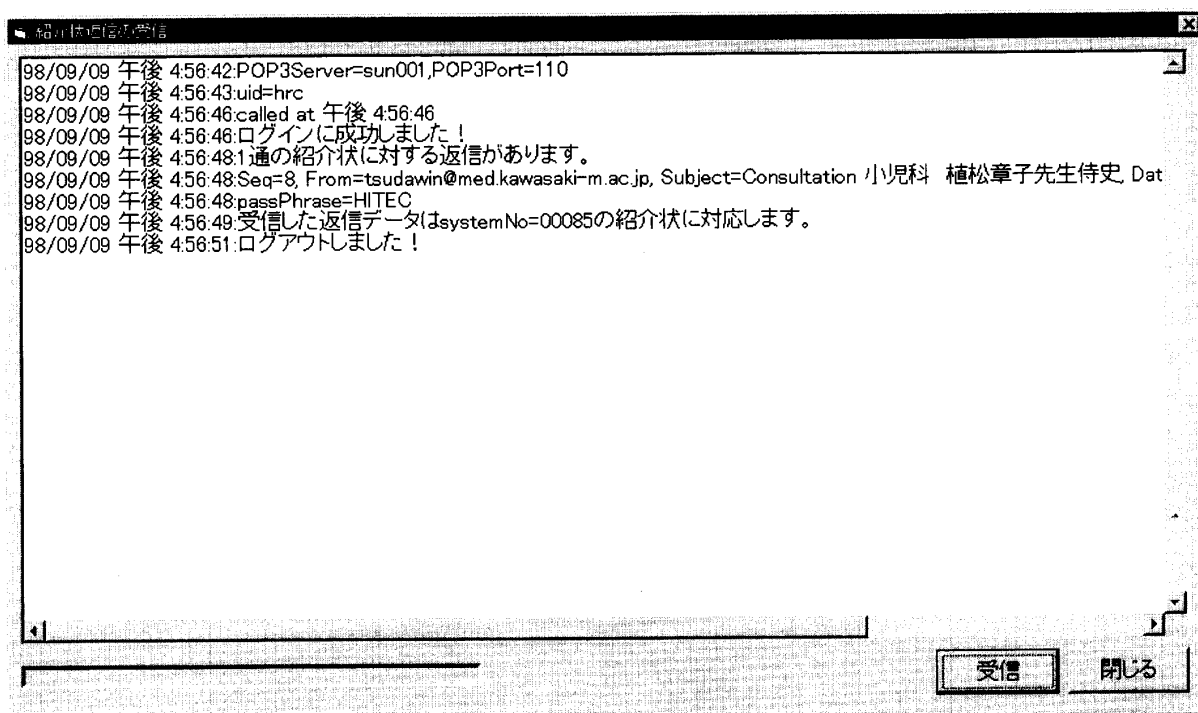 紹介状返信の受信
98/09/09 午後 4:56:42:POP3Server=sun001,POP3Port=110
98/09/09 午後 4:56:43:uid=hrc
98/09/09 午後 4:56:46:called at 午後 4:56:46
98/09/09 午後 4:56:46:ログインに成功しました！
98/09/09 午後 4:56:48:1通の紹介状に対する返信があります。
98/09/09 午後 4:56:48:Seq=8, From=tsudawin@med.kawasaki-m.ac.jp, Subject=Consultation 小児科　植松章子先生侍史, Dat
98/09/09 午後 4:56:48:passPhrase=HITEC
98/09/09 午後 4:56:49:受信した返信データはsystemNo=00085の紹介状に対応します。
98/09/09 午後 4:56:51:ログアウトしました！
受信
閉じる